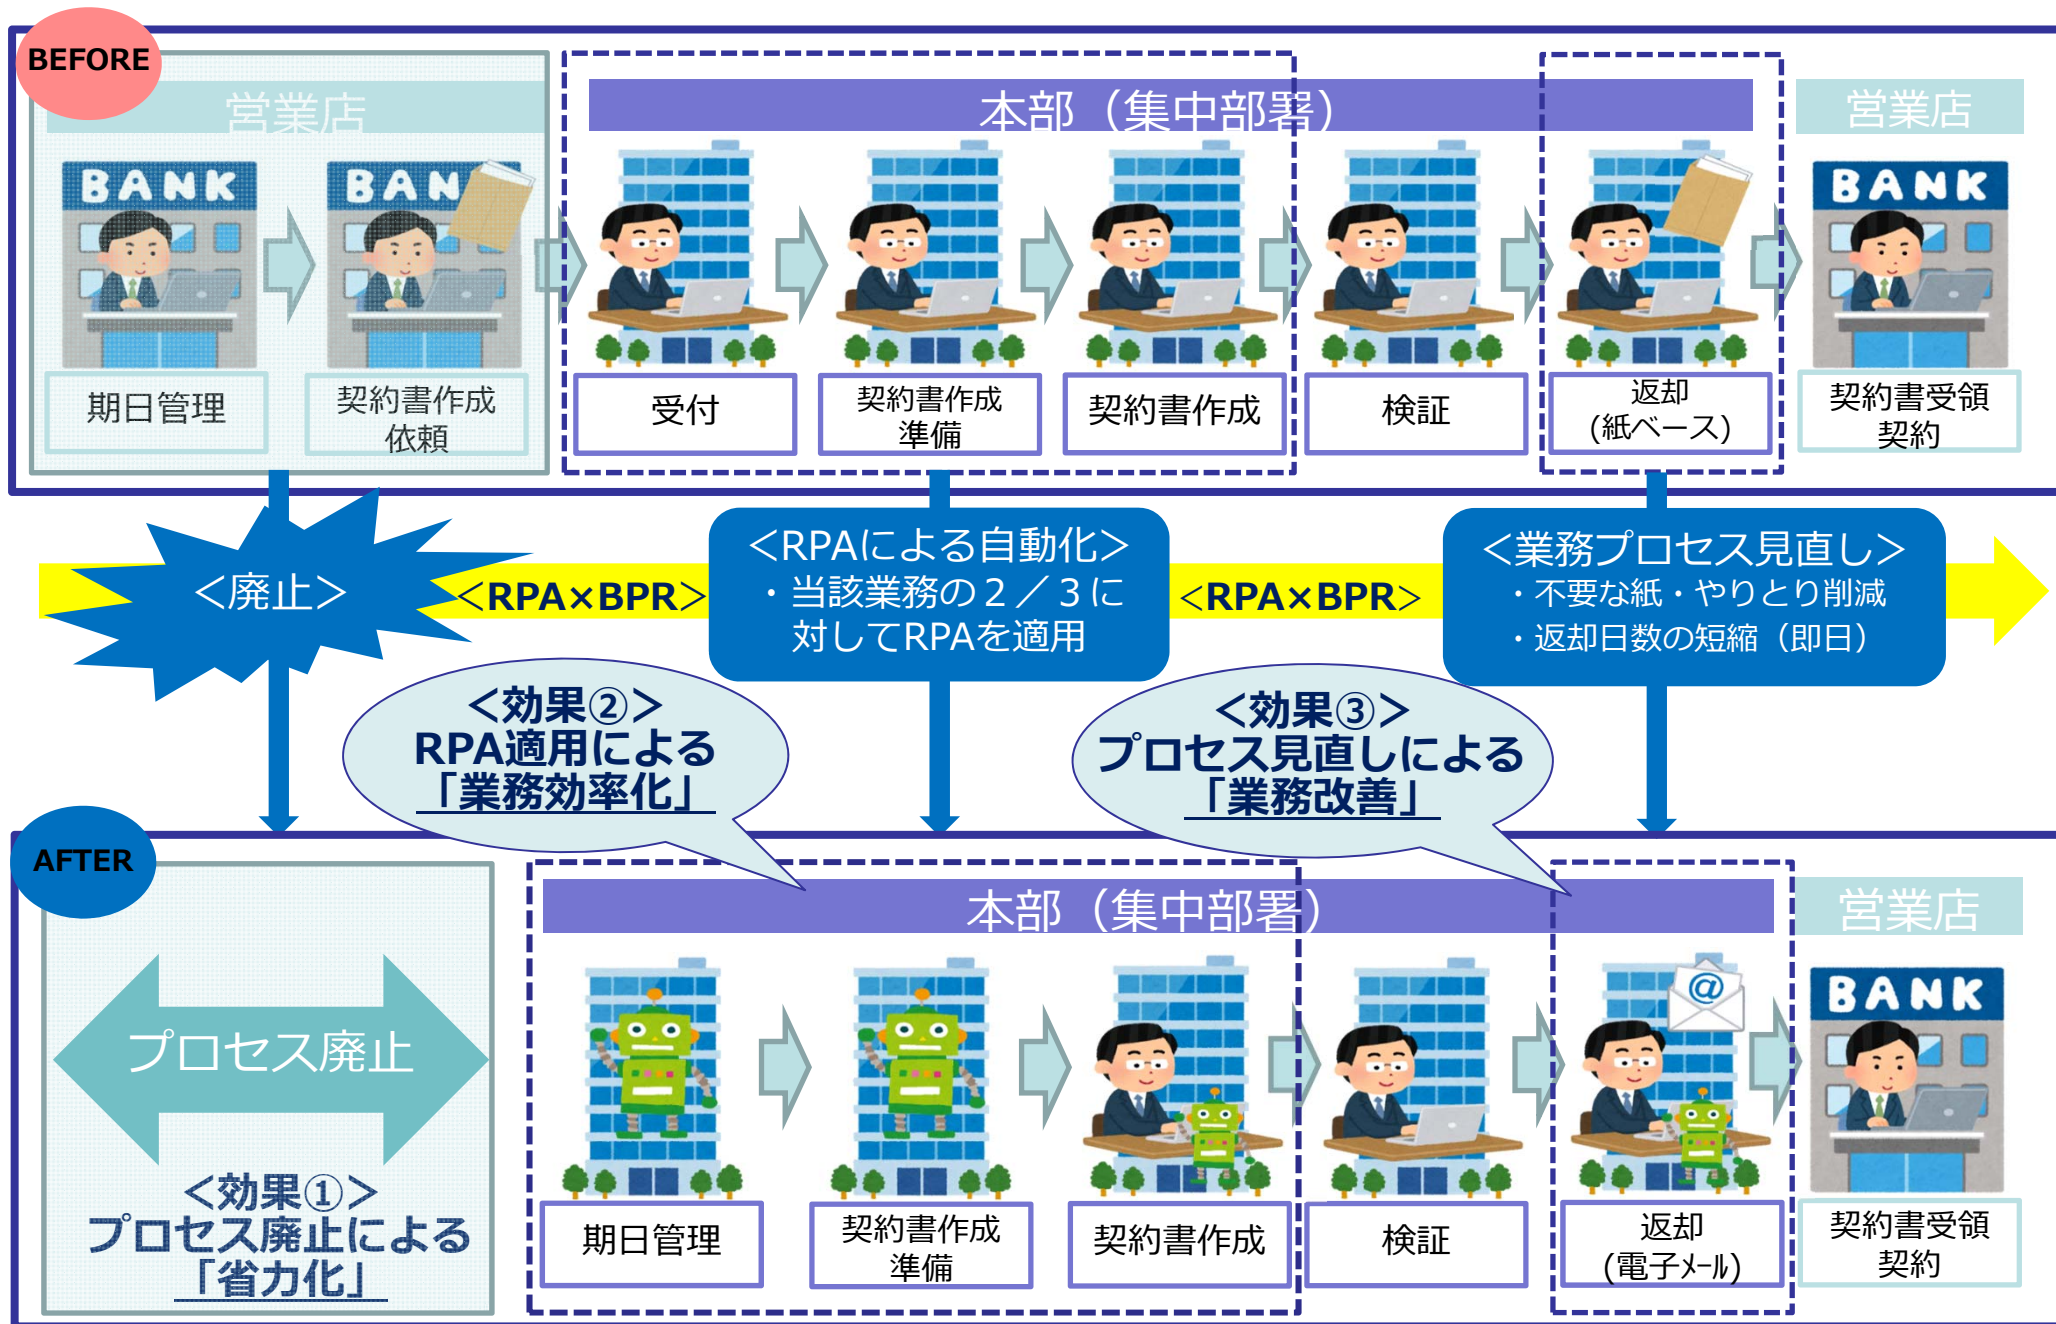 BEFORE
営業店
本部（集中部署）
営業店
BANK
BAN
BANK
期日管理
契約書作成
依頼
受付
契約書作成
準備
契約書作成
検証
返却
(紙ベース)
契約書受領
契約
＜廃止＞
＜RPA×BPR＞
＜RPAによる自動化＞
・当該業務の２／３に
対してRPAを適用
＜RPA×BPR＞
＜業務プロセス見直し＞
・不要な紙・やりとり削減
・返却日数の短縮（即日）
＜効果②＞
RPA適用による
「業務効率化」
＜効果③＞
プロセス見直しによる
「業務改善」
AFTER
本部（集中部署）
営業店
プロセス廃止
＜効果①＞
プロセス廃止による
「省力化」
@
BANK
期日管理
契約書作成
準備
契約書作成
検証
返却
(電子メール)
契約書受領
契約